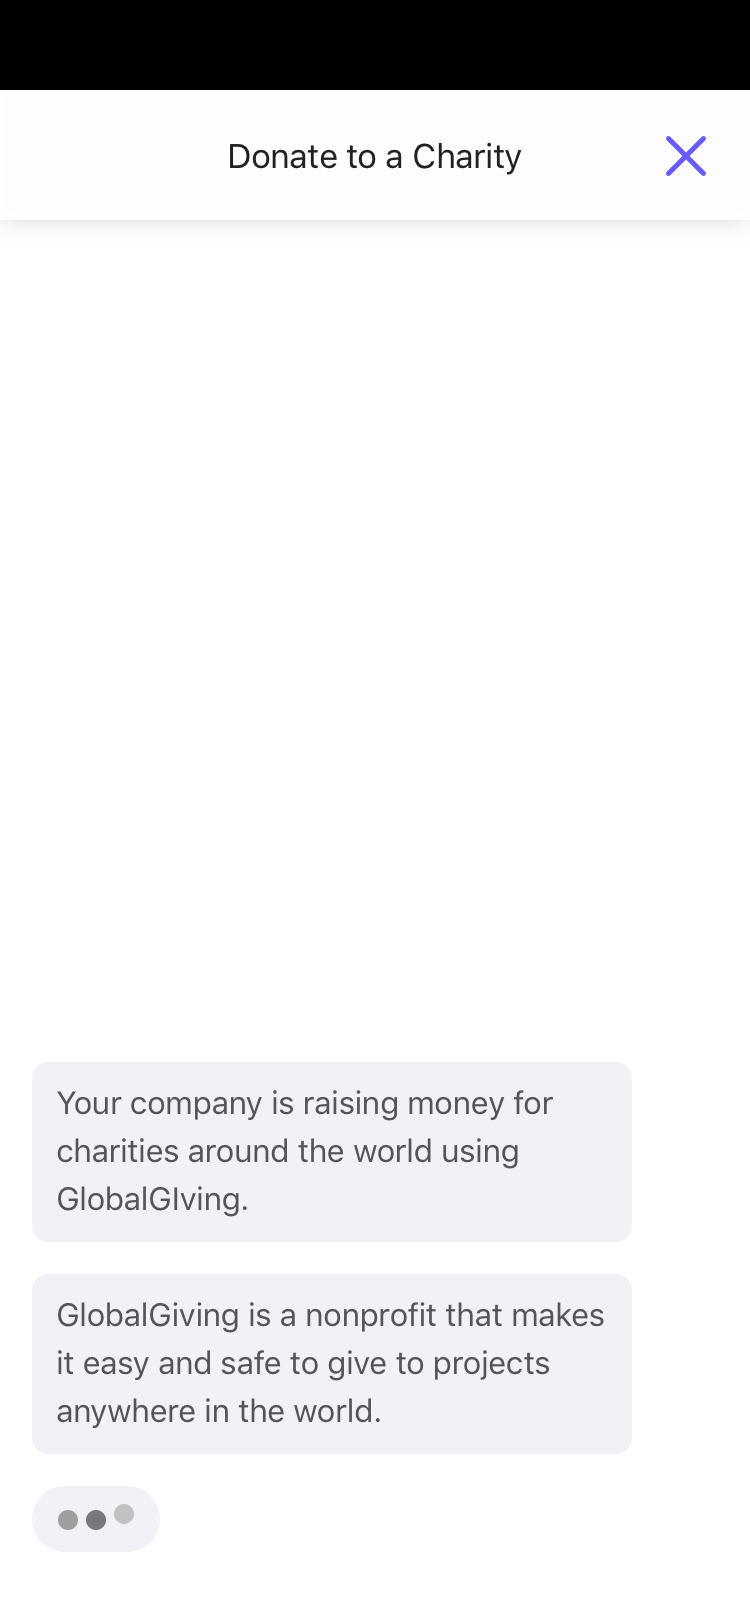 Donate to a Charity
Your company is raising money for
charities around the world using
GlobalGIving.
GlobalGiving is a nonprofit that makes
it easy and safe to give to projects
anywhere in the world.